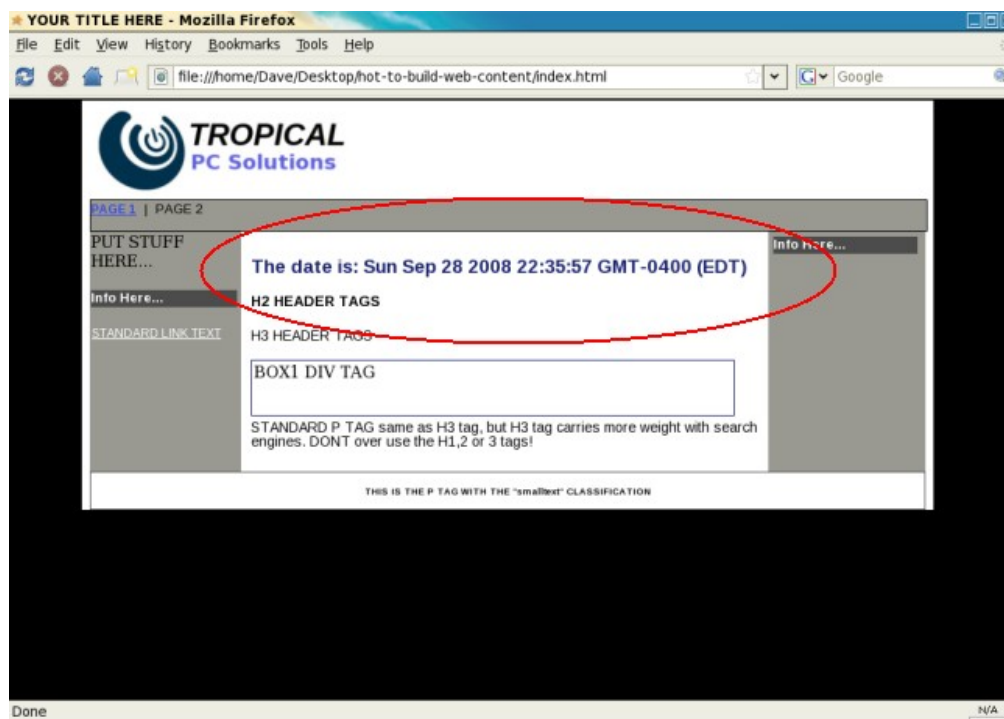 YOUR TITLE HERE - Mozilla Firefox
File Edit View History Bookmarks Tools Help
file:///home/Dave/Desktop/hot-to-build-web-content/index.html
Google
TROPICAL
PC Solutions
PAGE 1 | PAGE 2
PUT STUFF
HERE...
Info Here...
STANDARD LINK TEXT
The date is: Sun Sep 28 2008 22:35:57 GMT-0400 (EDT)
H2 HEADER TAGS
H3 HEADER TAGS
BOX1 DIV TAG
STANDARD P TAG same as H3 tag, but H3 tag carries more weight with search
engines. DONT over use the H1,2 or 3 tags!
Info Here...
THIS IS THE P TAG WITH THE "smalltext" CLASSIFICATION
Done
N/A